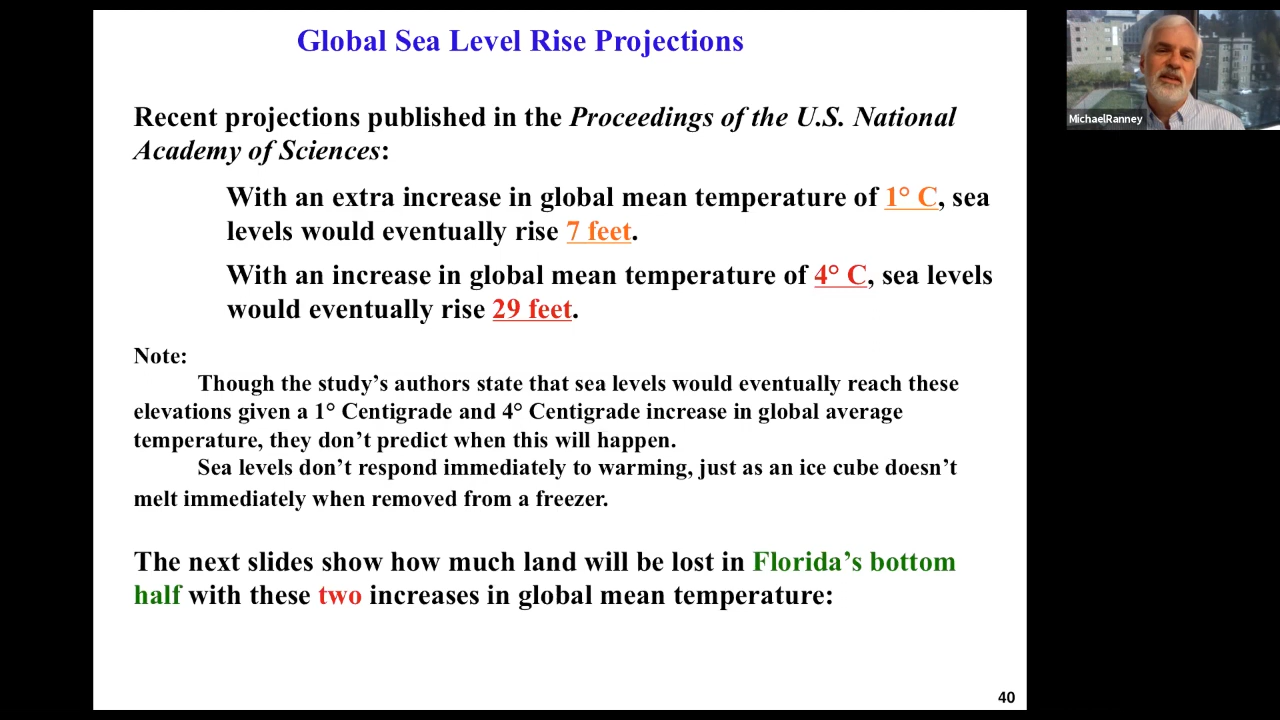 Global Sea Level Rise Projections
Recent projections published in the Proceedings of the U.S. National
Academy of Sciences:
With an extra increase in global mean temperature of 1° C, sea
levels would eventually rise 7 feet.
With an increase in global mean temperature of 4° C, sea levels
would eventually rise 29 feet.
Note:
Though the study’s authors state that sea levels would eventually reach these
elevations given a 1° Centigrade and 4° Centigrade increase in global average
temperature, they don’t predict when this will happen.
Sea levels don’t respond immediately to warming, just as an ice cube doesn’t
melt immediately when removed from a freezer.
The next slides show how much land will be lost in Florida’s bottom
half with these two increases in global mean temperature:
40
MichaelRanney